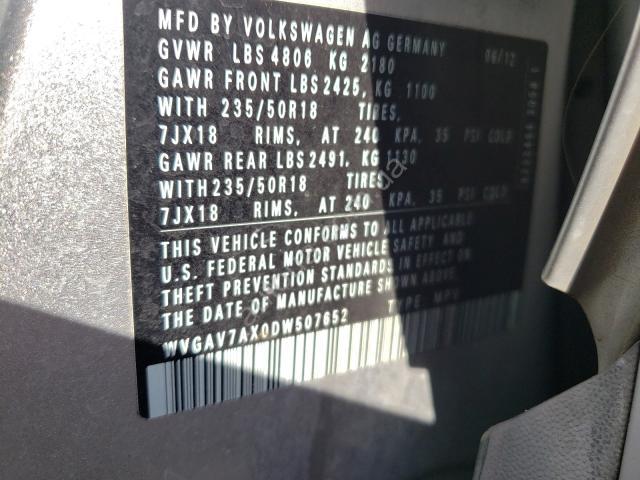 MFD BY VOLKSWAGEN AG GERMANY 06/12
GVWR LBS 4806 KG 2180
GAWR FRONT LBS 2425, KG 1100
WITH 235/50R18 TIRES,
7JX18 RIMS, AT 240 KPA, 35 PSI COLD
GAWR REAR LBS 2491, KG 1130
WITH 235/50R18 TIRES
7JX18 RIMS, AT 240 KPA, 35 PSI COLD
THIS VEHICLE CONFORMS TO ALL APPLICABLE
U.S. FEDERAL MOTOR VEHICLE SAFETY AND
THEFT PREVENTION STANDARDS IN EFFECT ON
THE DATE OF MANUFACTURE
WVGAV7AX0DW507652 TYPE MPV